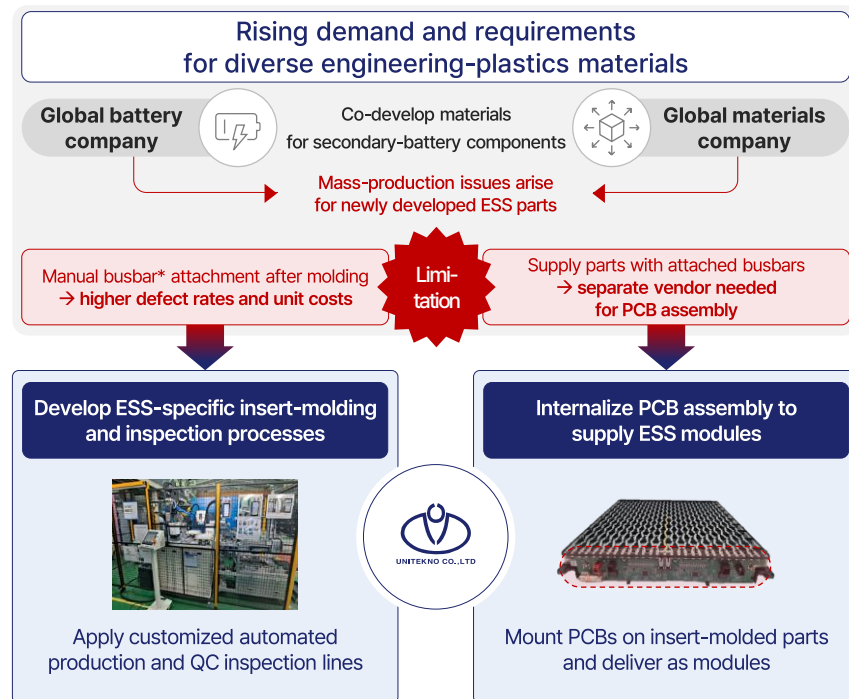 Rising demand and requirements
for diverse engineering-plastics materials
Global battery
company
Co-develop materials
for secondary-battery components
Global materials
company
Mass-production issues arise
for newly developed ESS parts
Manual busbar* attachment after molding
→ higher defect rates and unit costs
Limi-
tation
Supply parts with attached busbars
→ separate vendor needed
for PCB assembly
Develop ESS-specific insert-molding
and inspection processes
Internalize PCB assembly to
supply ESS modules
UNITEKNO CO.,LTD
Apply customized automated
production and QC inspection lines
Mount PCBs on insert-molded parts
and deliver as modules